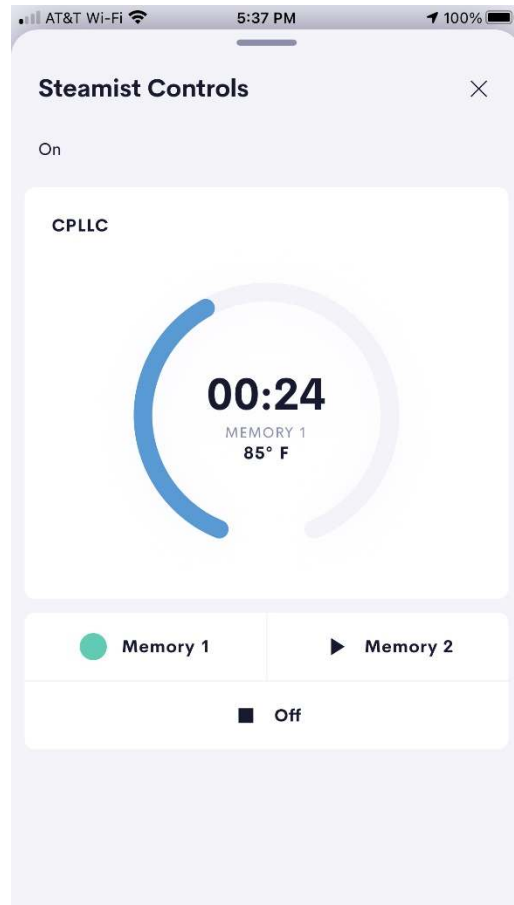 AT&T Wi-Fi 5:37 PM 100%
Steamist Controls
On
CPLLC
00:24
MEMORY 1
85° F
Memory 1 Memory 2
Off